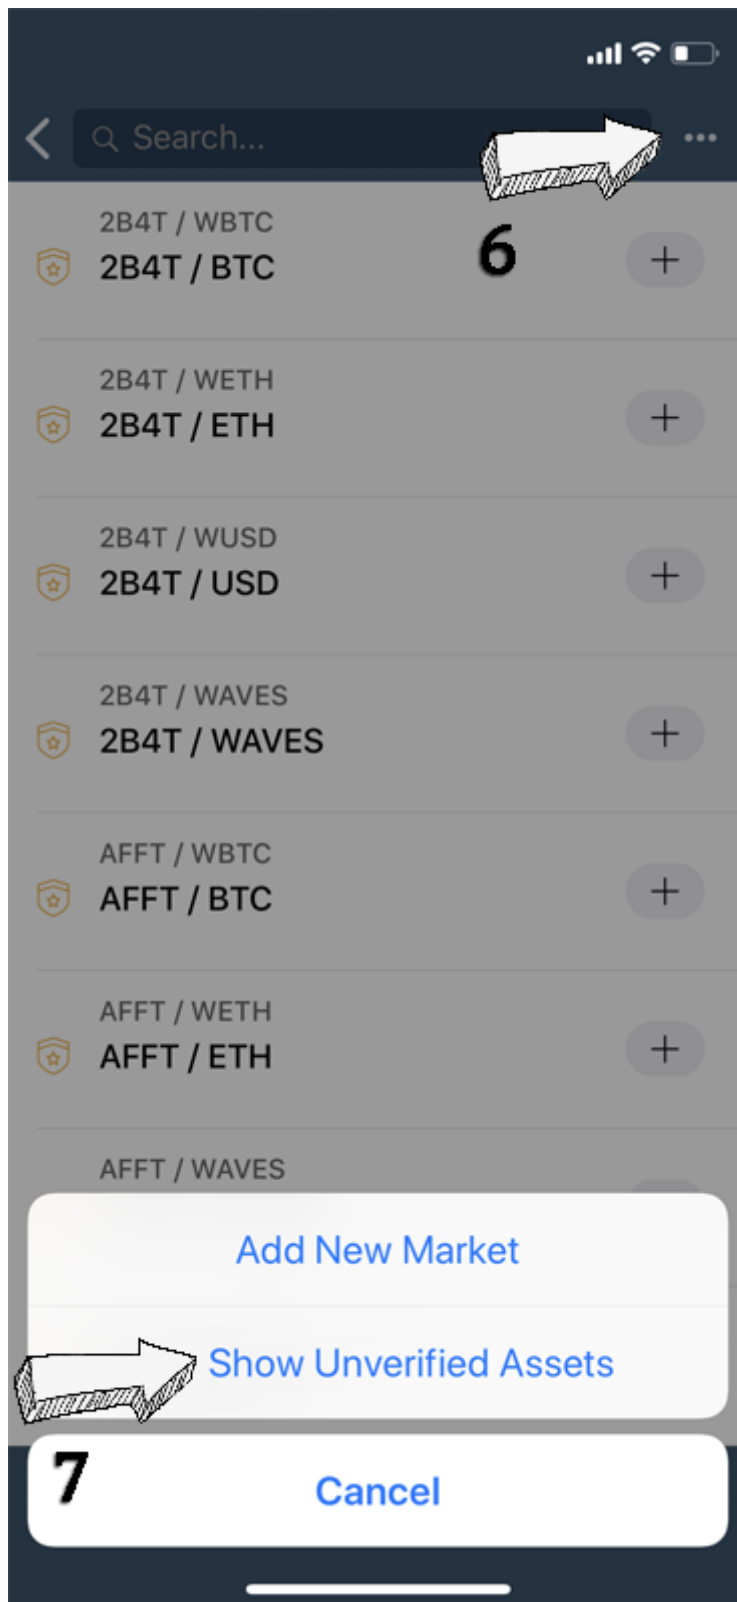 Search...
6
2B4T / WBTC
2B4T / BTC
2B4T / WETH
2B4T / ETH
2B4T / WUSD
2B4T / USD
2B4T / WAVES
2B4T / WAVES
AFFT / WBTC
AFFT / BTC
AFFT / WETH
AFFT / ETH
AFFT / WAVES
Add New Market
Show Unverified Assets
7
Cancel